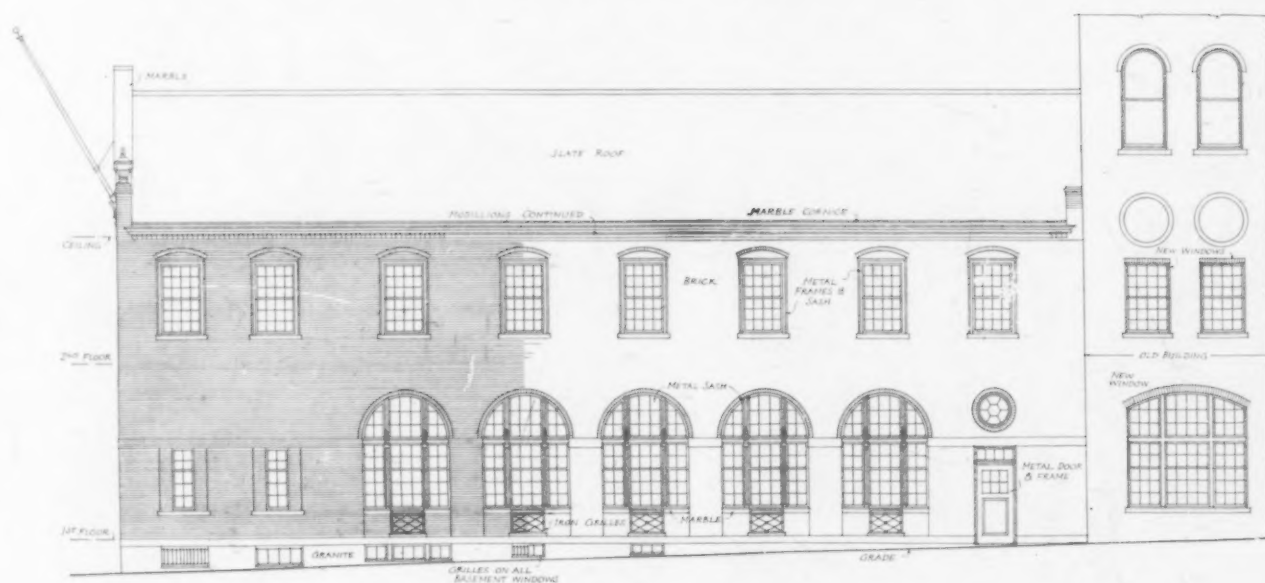 MARBLE
SLATE ROOF
MODILLIONS CONTINUED
MARBLE CORNICE
CEILING
NEW WINDOWS
BRICK
METAL
FRAMES &
SASH
2ND FLOOR
OLD BUILDING
NEW
WINDOW
METAL SASH
METAL DOOR
& FRAME
1ST FLOOR
IRON GRILLES
MARBLE
GRANITE
GRADE
GRILLES ON ALL
BASEMENT WINDOWS